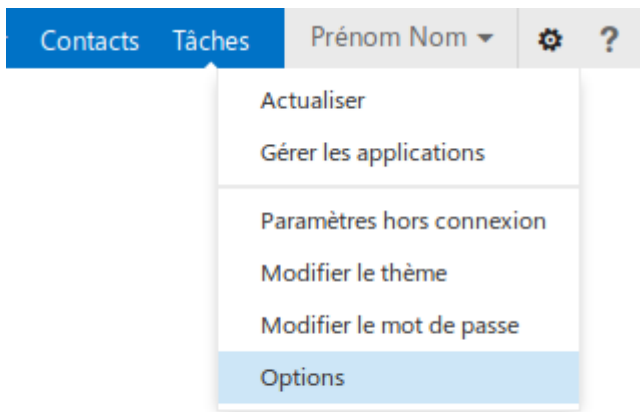 Contacts Tâches Prénom Nom ?
Actualiser
Gérer les applications
Paramètres hors connexion
Modifier le thème
Modifier le mot de passe
Options